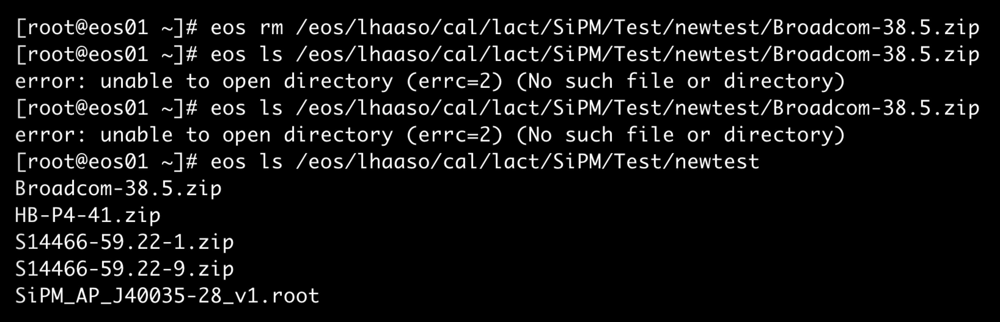 [root@eos01 ~]# eos rm /eos/lhaaso/cal/lact/SiPM/Test/newtest/Broadcom-38.5.zip
[root@eos01 ~]# eos ls /eos/lhaaso/cal/lact/SiPM/Test/newtest/Broadcom-38.5.zip
error: unable to open directory (errc=2) (No such file or directory)
[root@eos01 ~]# eos ls /eos/lhaaso/cal/lact/SiPM/Test/newtest/Broadcom-38.5.zip
error: unable to open directory (errc=2) (No such file or directory)
[root@eos01 ~]# eos ls /eos/lhaaso/cal/lact/SiPM/Test/newtest
Broadcom-38.5.zip
HB-P4-41.zip
S14466-59.22-1.zip
S14466-59.22-9.zip
SiPM_AP_J40035-28_v1.root